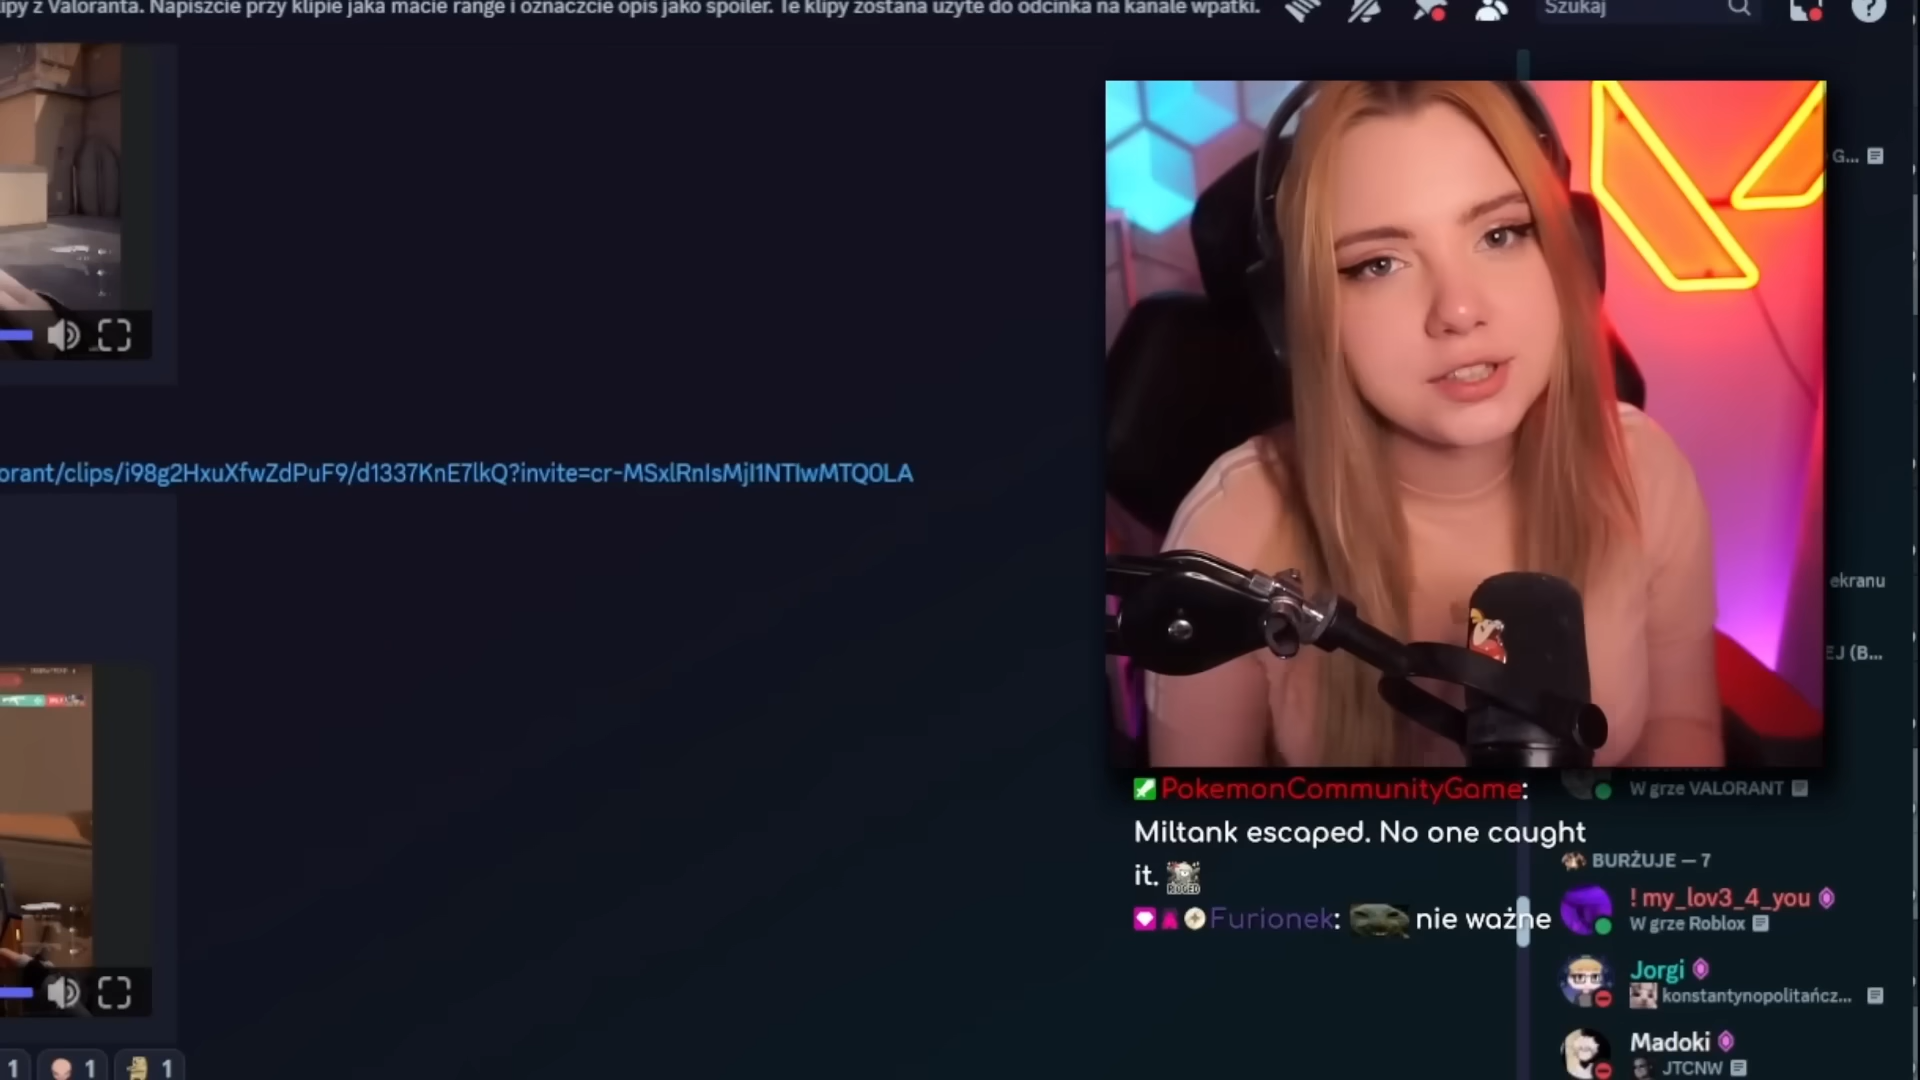 ipy z Valoranta. Napiszcie przy klipie jaka macie range i oznaczcie opis jako spoiler. Te klipy zostana użyte do odcinka na kanale wpatki.
Szukaj
G...
orant/clips/i98g2HxuXfwZdPuF9/d1337KnE7lkQ?invite=cr-MSxlRnIsMjI1NTIwMTQ0LA
ekranu
EJ (B...
PokemonCommunityGame:
Miltank escaped. No one caught
it.
Furionek: nie ważne
W grze VALORANT
BURŻUJE — 7
! my_lov3_4_you
W grze Roblox
Jorgi
konstantynopolitańcz...
Madoki
JTCNW
1 1 1